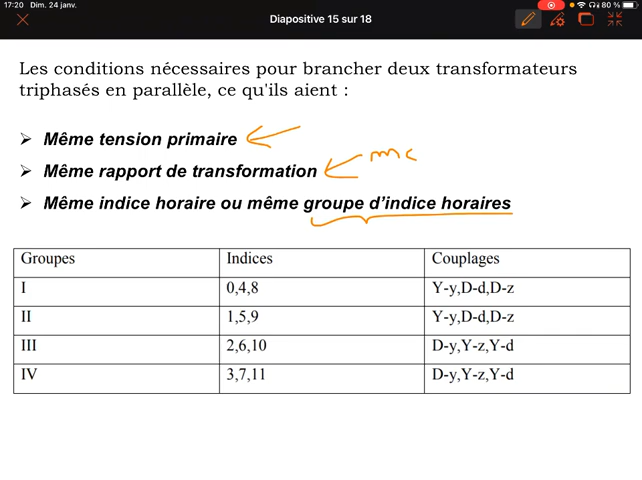 17:20 Dim. 24 janv.
80 %
Diapositive 15 sur 18
Les conditions nécessaires pour brancher deux transformateurs
triphasés en parallèle, ce qu'ils aient :
➢ Même tension primaire
➢ Même rapport de transformation
➢ Même indice horaire ou même groupe d'indice horaires
Groupes Indices Couplages
I 0,4,8 Y-y,D-d,D-z
II 1,5,9 Y-y,D-d,D-z
III 2,6,10 D-y,Y-z,Y-d
IV 3,7,11 D-y,Y-z,Y-d